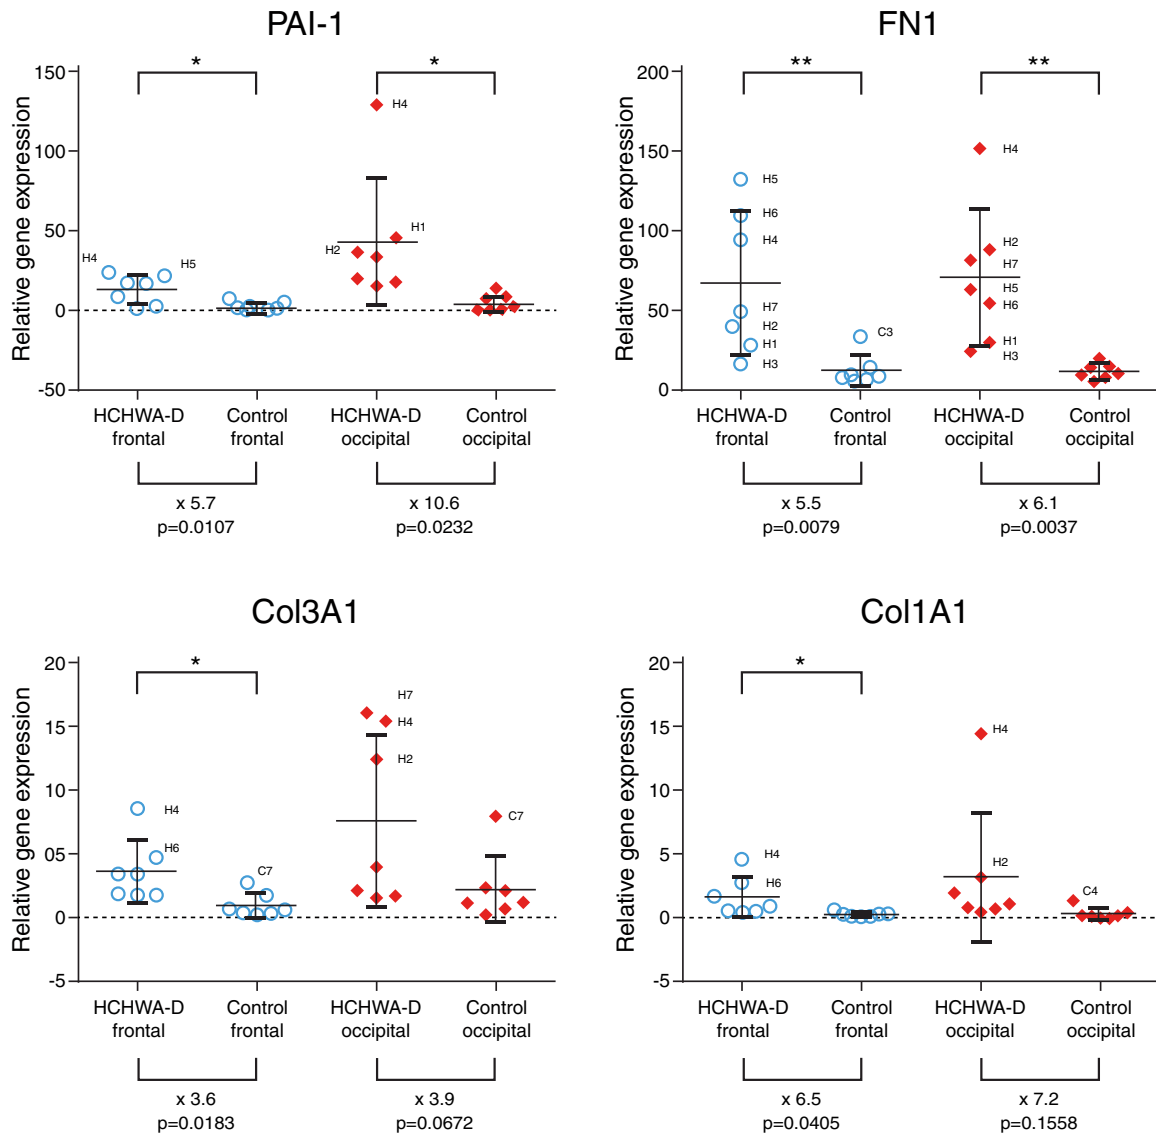 PAI-1
Relative gene expression
150
100
50
0
-50
*
*
H4
H5
H4
H2
H1
HCHWA-D
frontal
Control
frontal
HCHWA-D
occipital
Control
occipital
x 5.7
p=0.0107
x 10.6
p=0.0232
FN1
Relative gene expression
200
150
100
50
0
**
**
H5
H6
H4
H7
H2
H1
H3
C3
H4
H2
H7
H5
H6
H1
H3
HCHWA-D
frontal
Control
frontal
HCHWA-D
occipital
Control
occipital
x 5.5
p=0.0079
x 6.1
p=0.0037
Col3A1
Relative gene expression
20
15
10
05
0
-5
*
H4
H6
C7
H7
H4
H2
C7
HCHWA-D
frontal
Control
frontal
HCHWA-D
occipital
Control
occipital
x 3.6
p=0.0183
x 3.9
p=0.0672
Col1A1
Relative gene expression
20
15
10
5
0
-5
*
H4
H6
H4
H2
C4
HCHWA-D
frontal
Control
frontal
HCHWA-D
occipital
Control
occipital
x 6.5
p=0.0405
x 7.2
p=0.1558